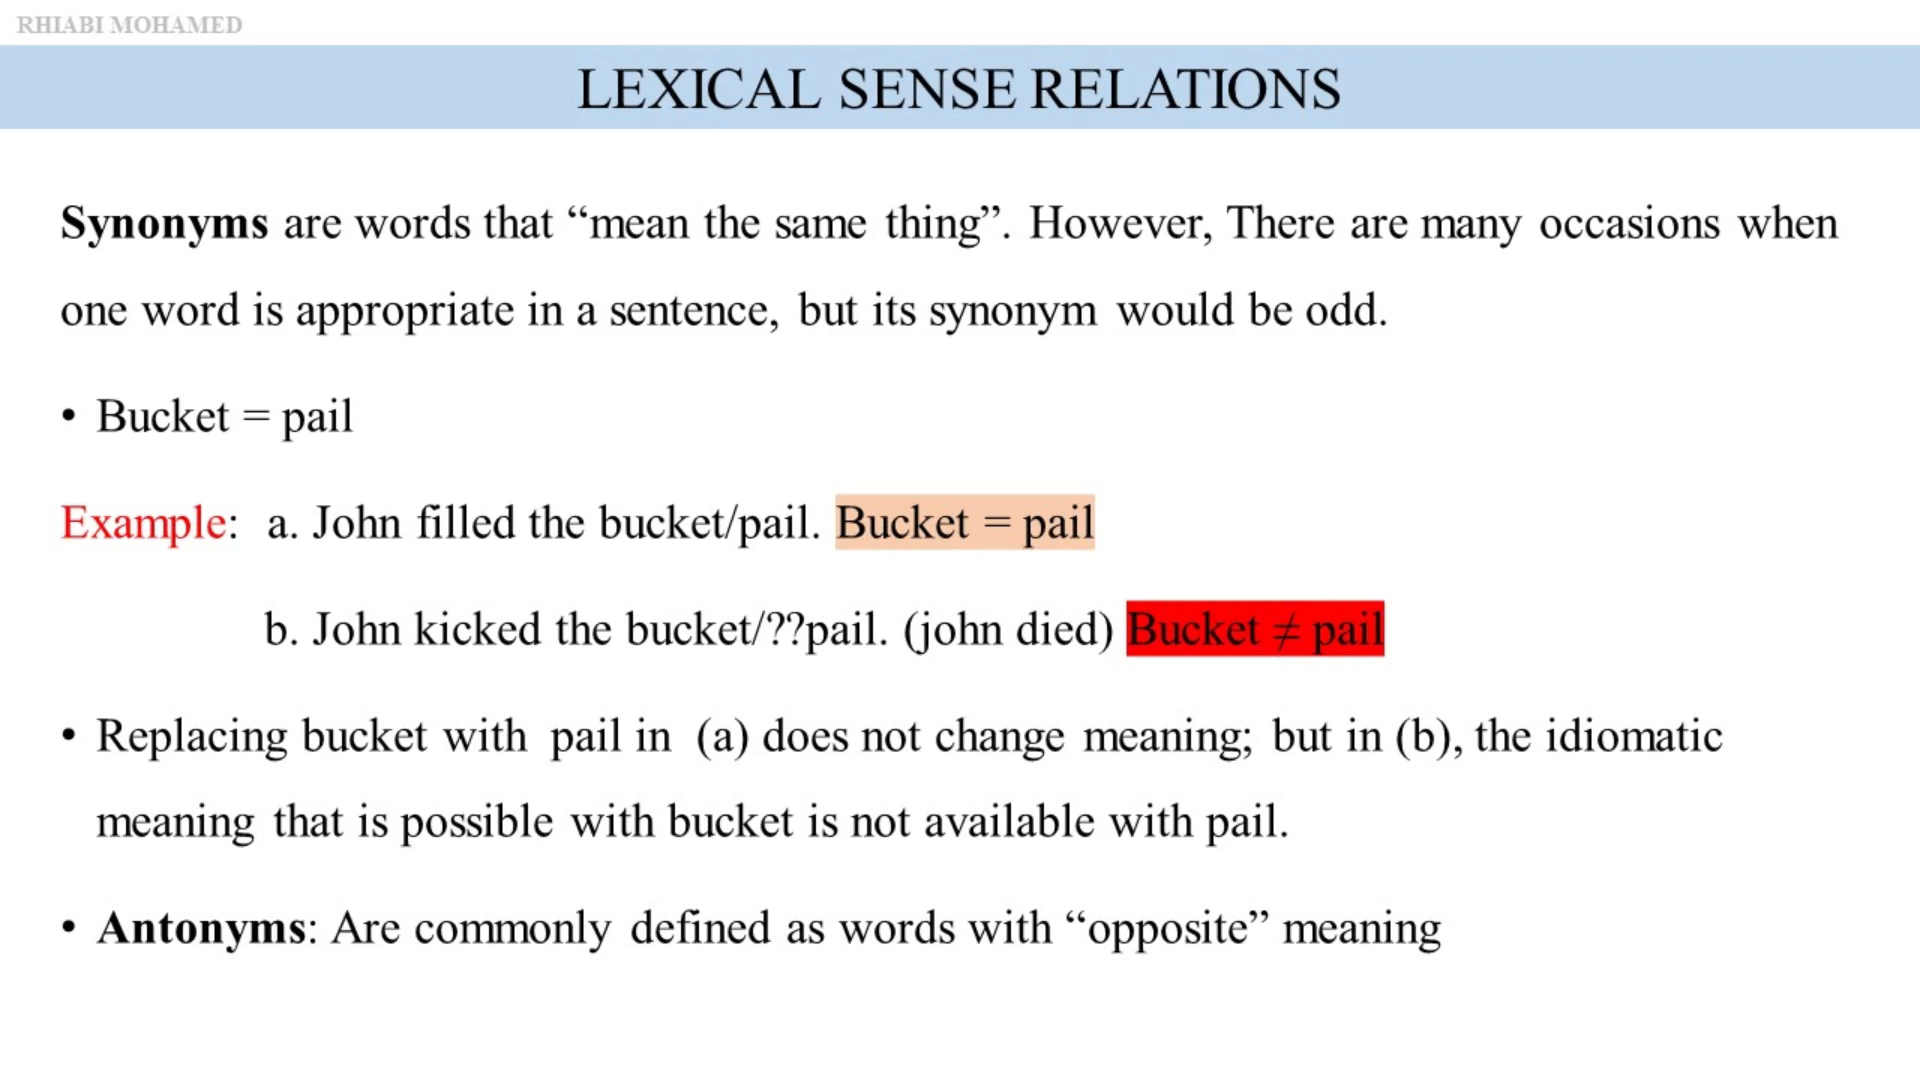 RHIABI MOHAMED
LEXICAL SENSE RELATIONS
Synonyms are words that “mean the same thing”. However, There are many occasions when
one word is appropriate in a sentence, but its synonym would be odd.
• Bucket = pail
Example: a. John filled the bucket/pail. Bucket = pail
b. John kicked the bucket/??pail. (john died) Bucket ≠ pail
• Replacing bucket with pail in (a) does not change meaning; but in (b), the idiomatic
meaning that is possible with bucket is not available with pail.
• Antonyms: Are commonly defined as words with “opposite” meaning